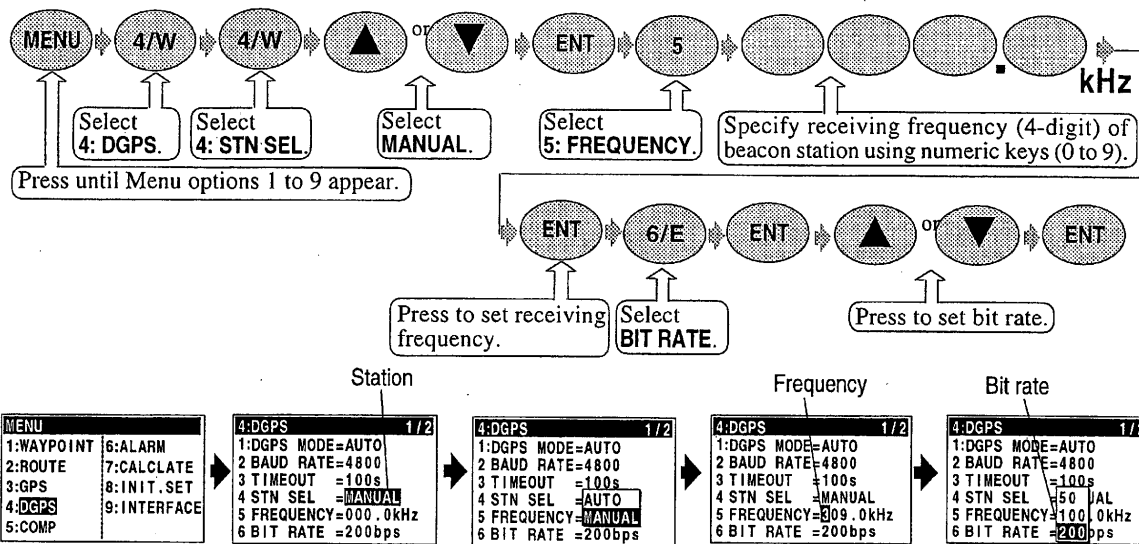 MENU 4/W 4/W ▲ or ▼ ENT 5 . kHz
Select
4: DGPS.
Select
4: STN SEL.
Select
MANUAL.
Select
5: FREQUENCY.
Specify receiving frequency (4-digit) of
beacon station using numeric keys (0 to 9).
Press until Menu options 1 to 9 appear.
ENT 6/E ENT ▲ or ▼ ENT
Press to set receiving
frequency.
Select
BIT RATE.
Press to set bit rate.
Station
Frequency
Bit rate
MENU
1:WAYPOINT 6:ALARM
2:ROUTE 7:CALCLATE
3:GPS 8:INIT.SET
4:DGPS 9:INTERFACE
5:COMP
4:DGPS 1/2
1:DGPS MODE=AUTO
2 BAUD RATE=4800
3 TIMEOUT =100s
4 STN SEL =MANUAL
5 FREQUENCY=000.0kHz
6 BIT RATE =200bps
4:DGPS 1/2
1:DGPS MODE=AUTO
2 BAUD RATE=4800
3 TIMEOUT =100s
4 STN SEL =AUTO
5 FREQUENCY=MANUAL
6 BIT RATE =200bps
4:DGPS 1/2
1:DGPS MODE=AUTO
2 BAUD RATE=4800
3 TIMEOUT =100s
4 STN SEL =MANUAL
5 FREQUENCY=309.0kHz
6 BIT RATE =200bps
4:DGPS 1/2
1:DGPS MODE=AUTO
2 BAUD RATE=4800
3 TIMEOUT =100s
4 STN SEL =50 UAL
5 FREQUENCY=100.0kHz
6 BIT RATE =200bps